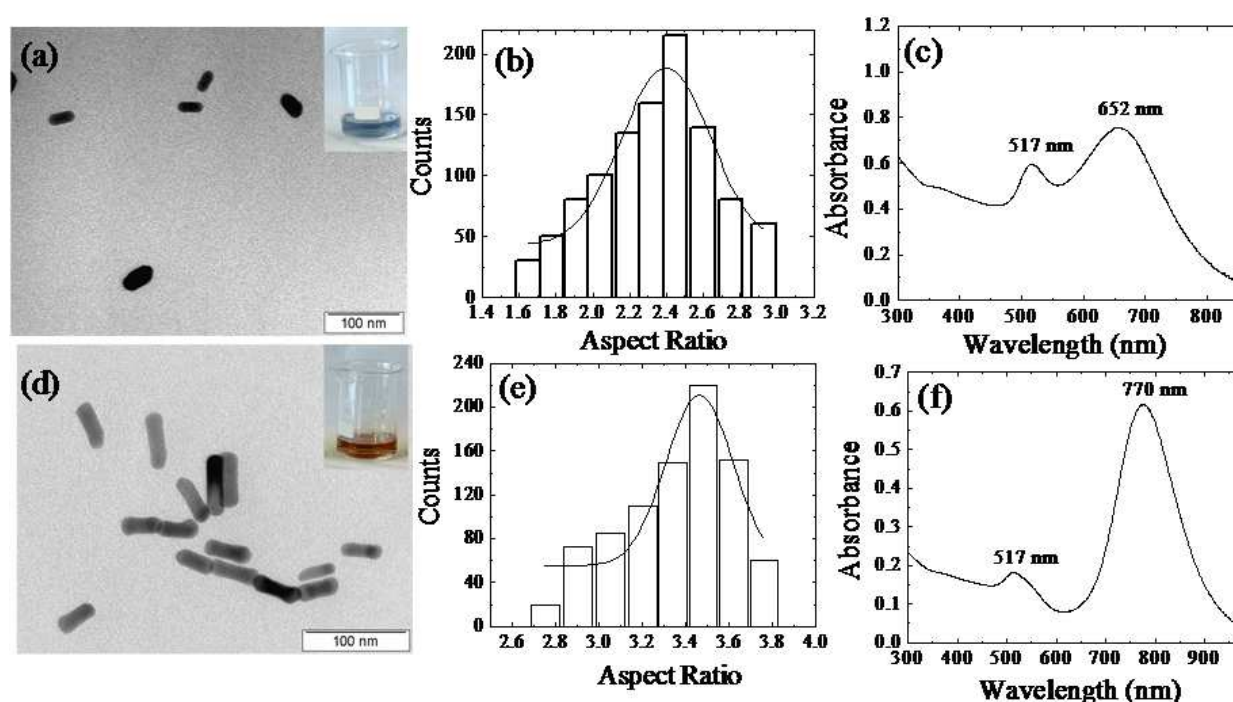 (a)
100 nm
(b)
Counts
200
150
100
50
0
1.4 1.6 1.8 2.0 2.2 2.4 2.6 2.8 3.0 3.2
Aspect Ratio
(c)
Absorbance
1.2
1.0
0.8
0.6
0.4
0.2
0.0
517 nm
652 nm
300 400 500 600 700 800
Wavelength (nm)
(d)
100 nm
(e)
Counts
240
200
160
120
80
40
0
2.6 2.8 3.0 3.2 3.4 3.6 3.8 4.0
Aspect Ratio
(f)
Absorbance
0.7
0.6
0.5
0.4
0.3
0.2
0.1
0.0
517 nm
770 nm
300 400 500 600 700 800 900
Wavelength (nm)